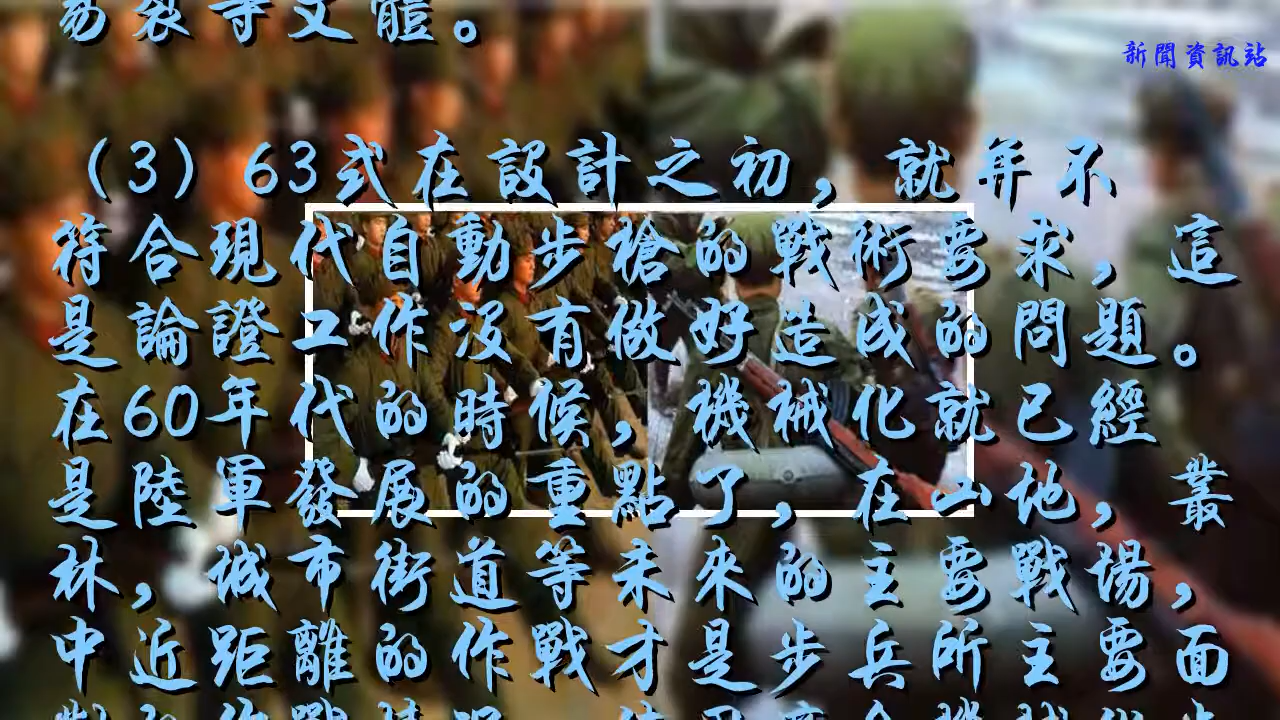 易裂等文體。
新聞資訊站
（3）63式在設計之初，就并不
符合現代自動步槍的戰術要求，這
是論證工作沒有做好造成的問題。
在60年代的時候，機械化就已經
是陸軍發展的重點了，在山地，叢
林，城市街道等未來的主要戰場，
中近距離的作戰才是步兵所主要面